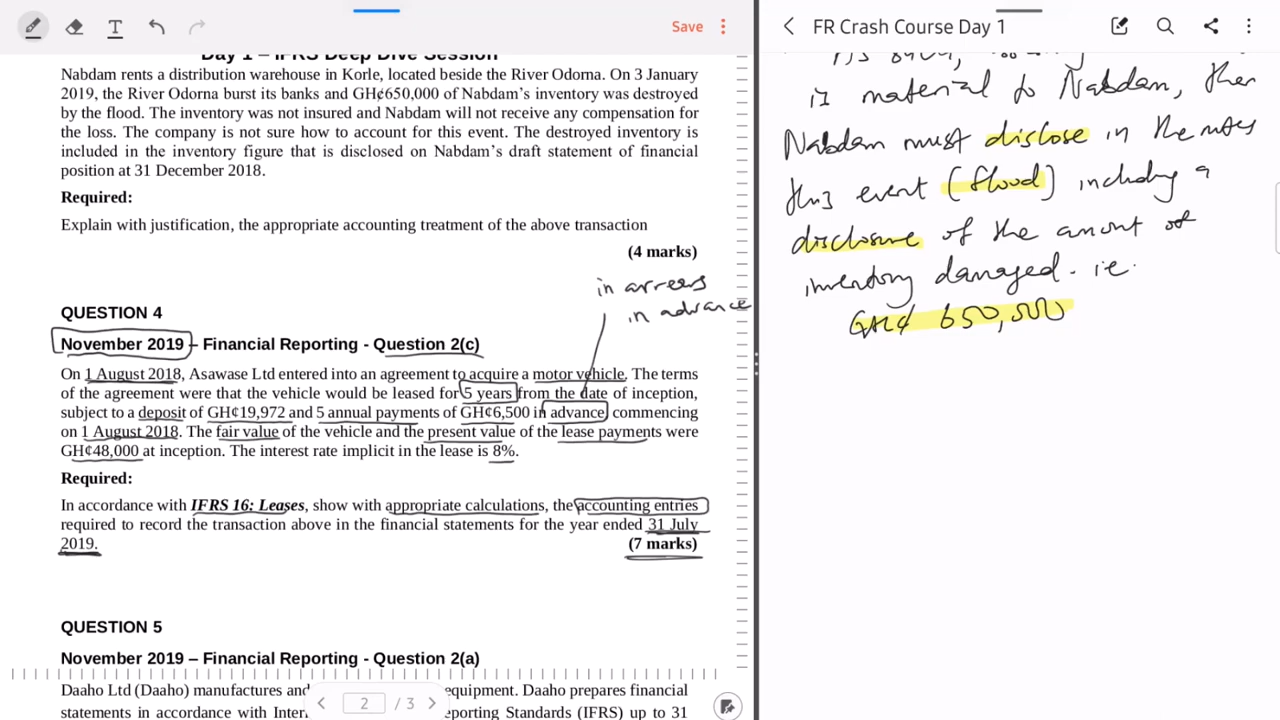 Save
Day 1 – IFRS Deep Dive Session
Nabdam rents a distribution warehouse in Korle, located beside the River Odorna. On 3 January
2019, the River Odorna burst its banks and GH¢650,000 of Nabdam’s inventory was destroyed
by the flood. The inventory was not insured and Nabdam will not receive any compensation for
the loss. The company is not sure how to account for this event. The destroyed inventory is
included in the inventory figure that is disclosed on Nabdam’s draft statement of financial
position at 31 December 2018.
Required:
Explain with justification, the appropriate accounting treatment of the above transaction
(4 marks)
in arrears
in advance
QUESTION 4
November 2019 – Financial Reporting - Question 2(c)
On 1 August 2018, Asawase Ltd entered into an agreement to acquire a motor vehicle. The terms
of the agreement were that the vehicle would be leased for 5 years from the date of inception,
subject to a deposit of GH¢19,972 and 5 annual payments of GH¢6,500 in advance commencing
on 1 August 2018. The fair value of the vehicle and the present value of the lease payments were
GH¢48,000 at inception. The interest rate implicit in the lease is 8%.
Required:
In accordance with IFRS 16: Leases, show with appropriate calculations, the accounting entries
required to record the transaction above in the financial statements for the year ended 31 July
2019.
(7 marks)
QUESTION 5
November 2019 – Financial Reporting - Question 2(a)
Daaho Ltd (Daaho) manufactures and equipment. Daaho prepares financial
statements in accordance with Inter eporting Standards (IFRS) up to 31
2 / 3
FR Crash Course Day 1
is material to Nabdam, then
Nabdam must disclose in the notes
this event (flood) including a
disclosure of the amount of
inventory damaged. i.e.
GH¢ 650,000